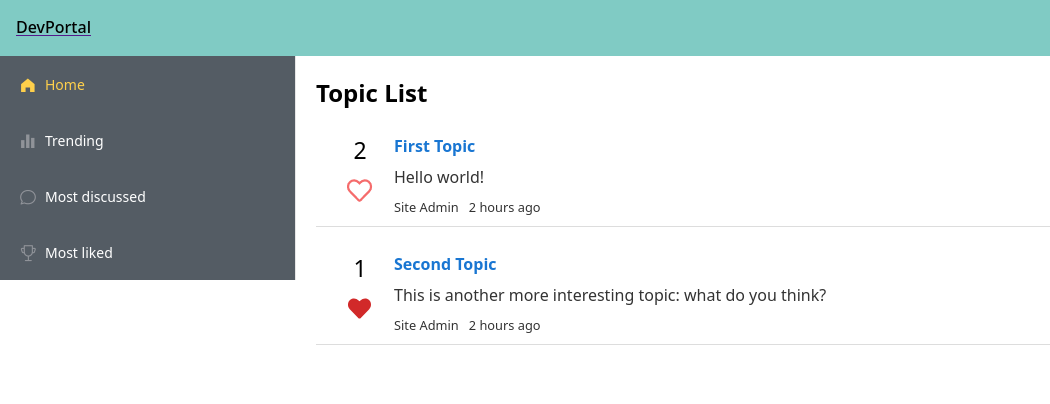 DevPortal
Home
Trending
Most discussed
Most liked
Topic List
2
First Topic
Hello world!
Site Admin 2 hours ago
1
Second Topic
This is another more interesting topic: what do you think?
Site Admin 2 hours ago